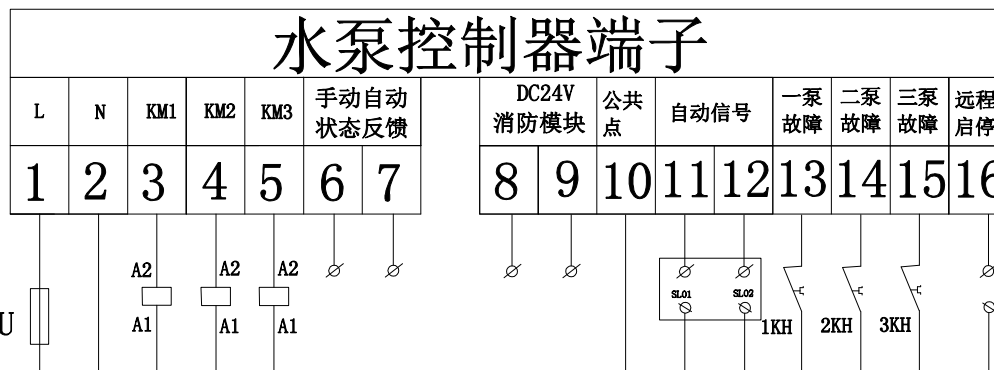 水泵控制器端子
L N KM1 KM2 KM3 手动自动 DC24V 公共 自动信号 一泵 二泵 三泵 远程
状态反馈 消防模块 点 故障 故障 故障 启停
1 2 3 4 5 6 7 8 9 10 11 12 13 14 15 16
A2 A2 A2
SL01 SL02
U A1 A1 A1 1KH 2KH 3KH